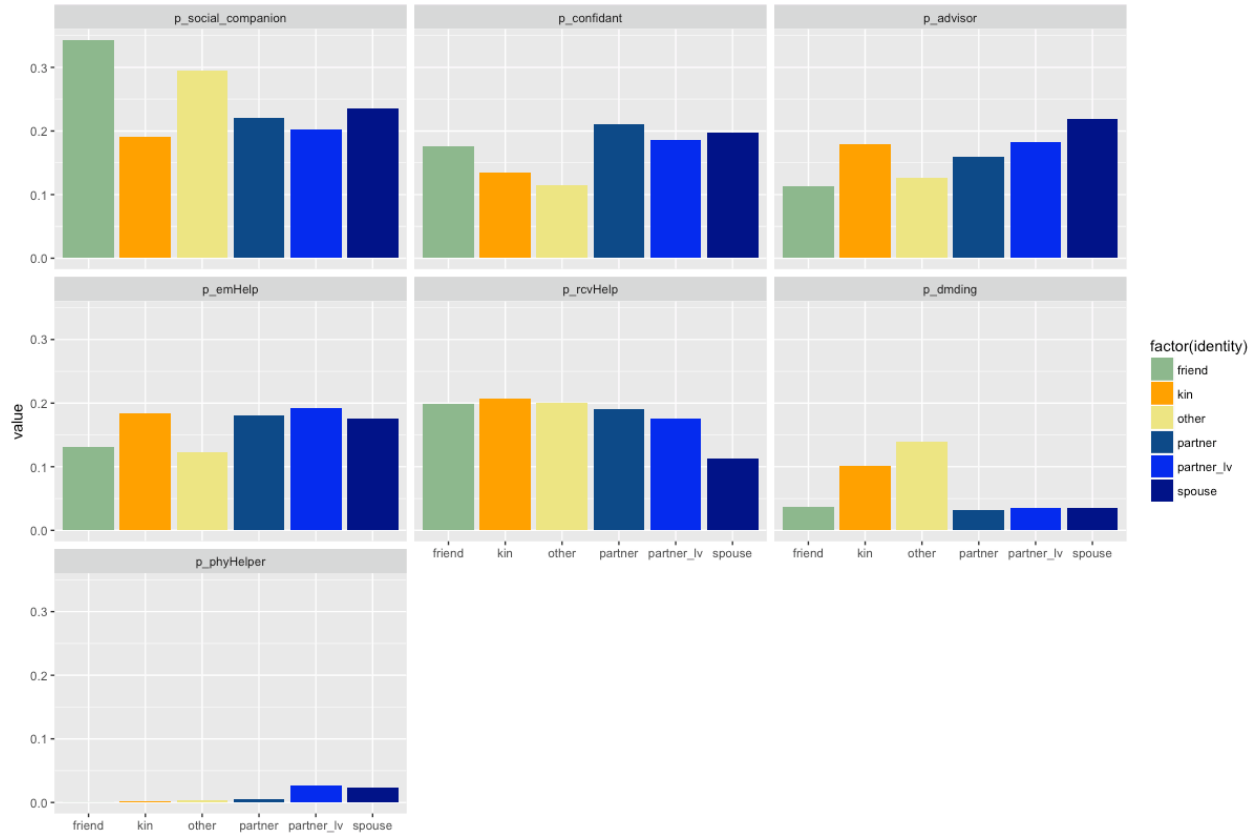 p_social_companion
p_confidant
p_advisor
0.3
0.2
0.1
0.0
p_emHelp
p_rcvHelp
p_dmding
0.3
0.2
0.1
0.0
value
friend kin other partner partner_lv spouse
friend kin other partner partner_lv spouse
p_phyHelper
0.3
0.2
0.1
0.0
friend kin other partner partner_lv spouse
factor(identity)
friend
kin
other
partner
partner_lv
spouse